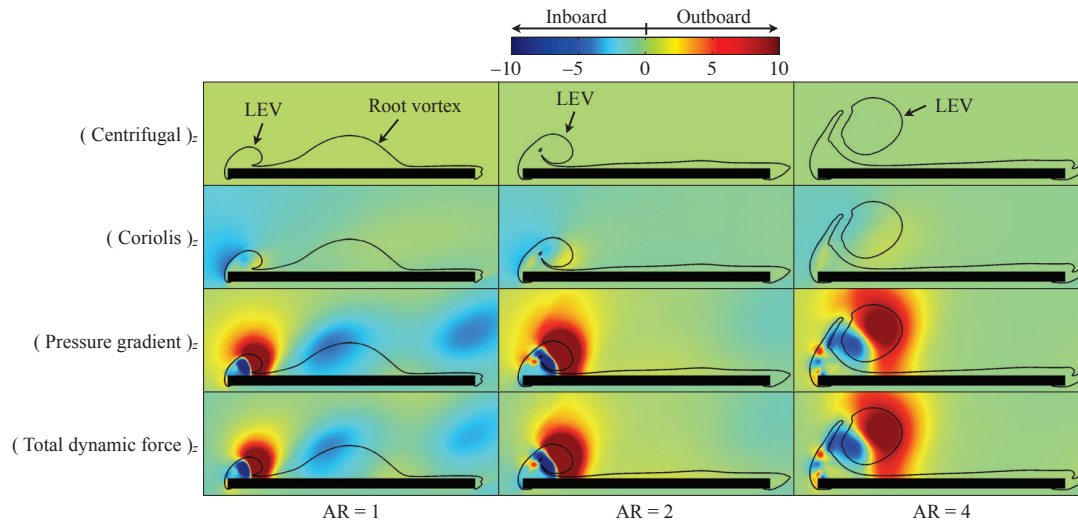 Inboard Outboard
−10 −5 0 5 10
LEV Root vortex LEV LEV
( Centrifugal )z
( Coriolis )z
( Pressure gradient )z
( Total dynamic force )z
AR = 1 AR = 2 AR = 4